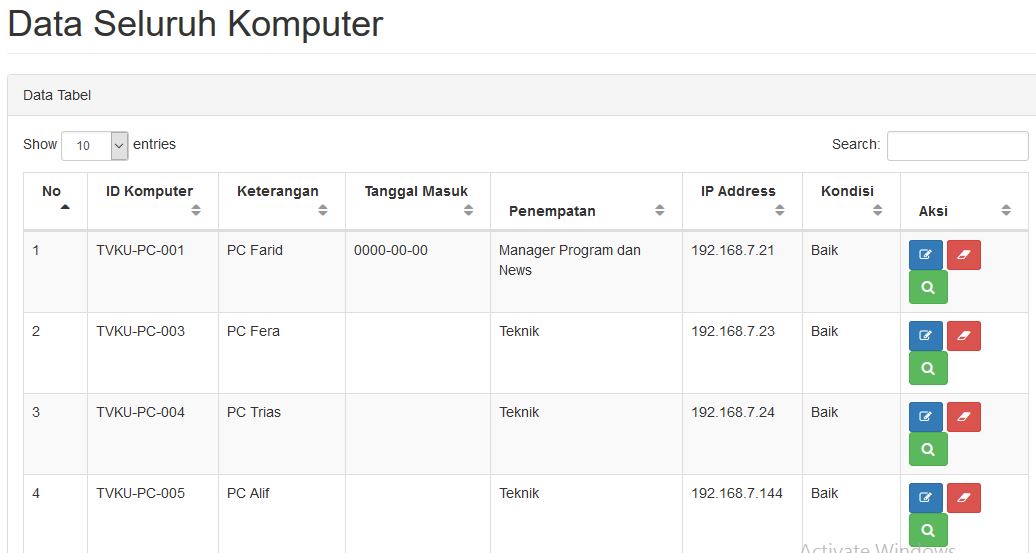 Data Seluruh Komputer
Data Tabel
Show 10 entries Search:
No ID Komputer Keterangan Tanggal Masuk Penempatan IP Address Kondisi Aksi
1 TVKU-PC-001 PC Farid 0000-00-00 Manager Program dan 192.168.7.21 Baik
News
2 TVKU-PC-003 PC Fera Teknik 192.168.7.23 Baik
3 TVKU-PC-004 PC Trias Teknik 192.168.7.24 Baik
4 TVKU-PC-005 PC Alif Teknik 192.168.7.144 Baik
Activate Windows